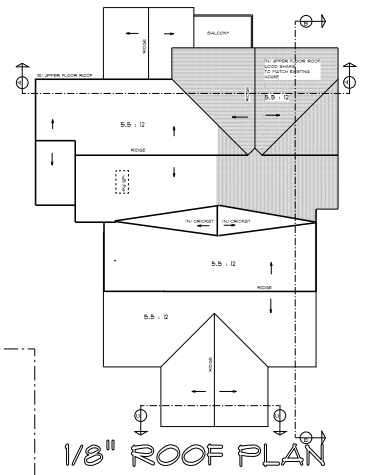 B
RIDGE
BALCONY
(N) UPPER FLOOR ROOF
WOOD SHAKE
TO MATCH EXISTING
HOUSE
(E) UPPER FLOOR ROOF
A
A
RIDGE
5.5 : 12
5.5 : 12
RIDGE
(N) CRICKET
(N) CRICKET
5.5 : 12
RIDGE
5.5 : 12
RIDGE
B
1/8" ROOF PLAN